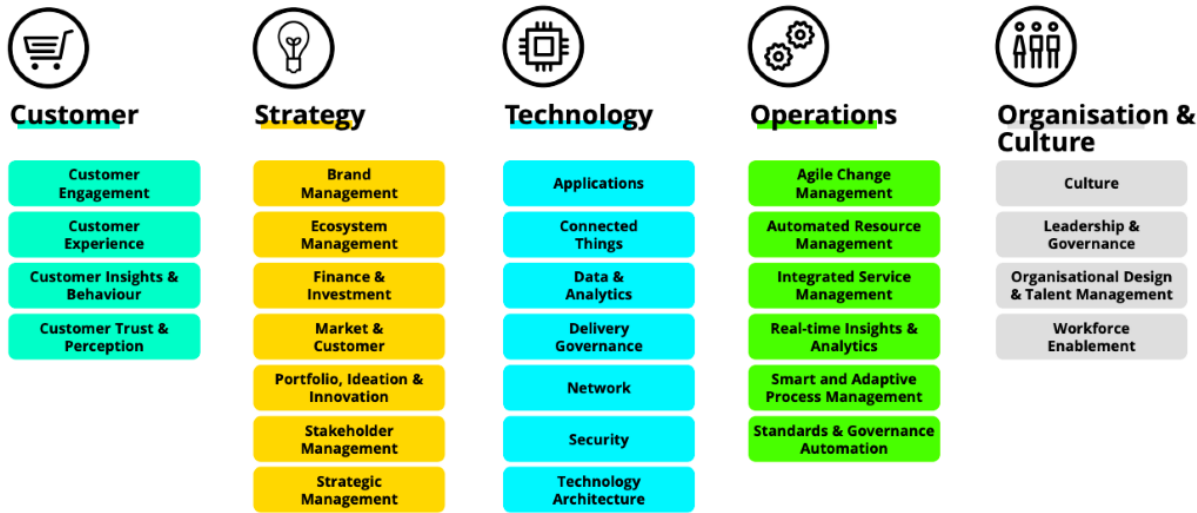 Customer
Customer
Engagement
Customer
Experience
Customer Insights &
Behaviour
Customer Trust &
Perception
Strategy
Brand
Management
Ecosystem
Management
Finance &
Investment
Market &
Customer
Portfolio, Ideation &
Innovation
Stakeholder
Management
Strategic
Management
Technology
Applications
Connected
Things
Data &
Analytics
Delivery
Governance
Network
Security
Technology
Architecture
Operations
Agile Change
Management
Automated Resource
Management
Integrated Service
Management
Real-time Insights &
Analytics
Smart and Adaptive
Process Management
Standards & Governance
Automation
Organisation &
Culture
Culture
Leadership &
Governance
Organisational Design
& Talent Management
Workforce
Enablement